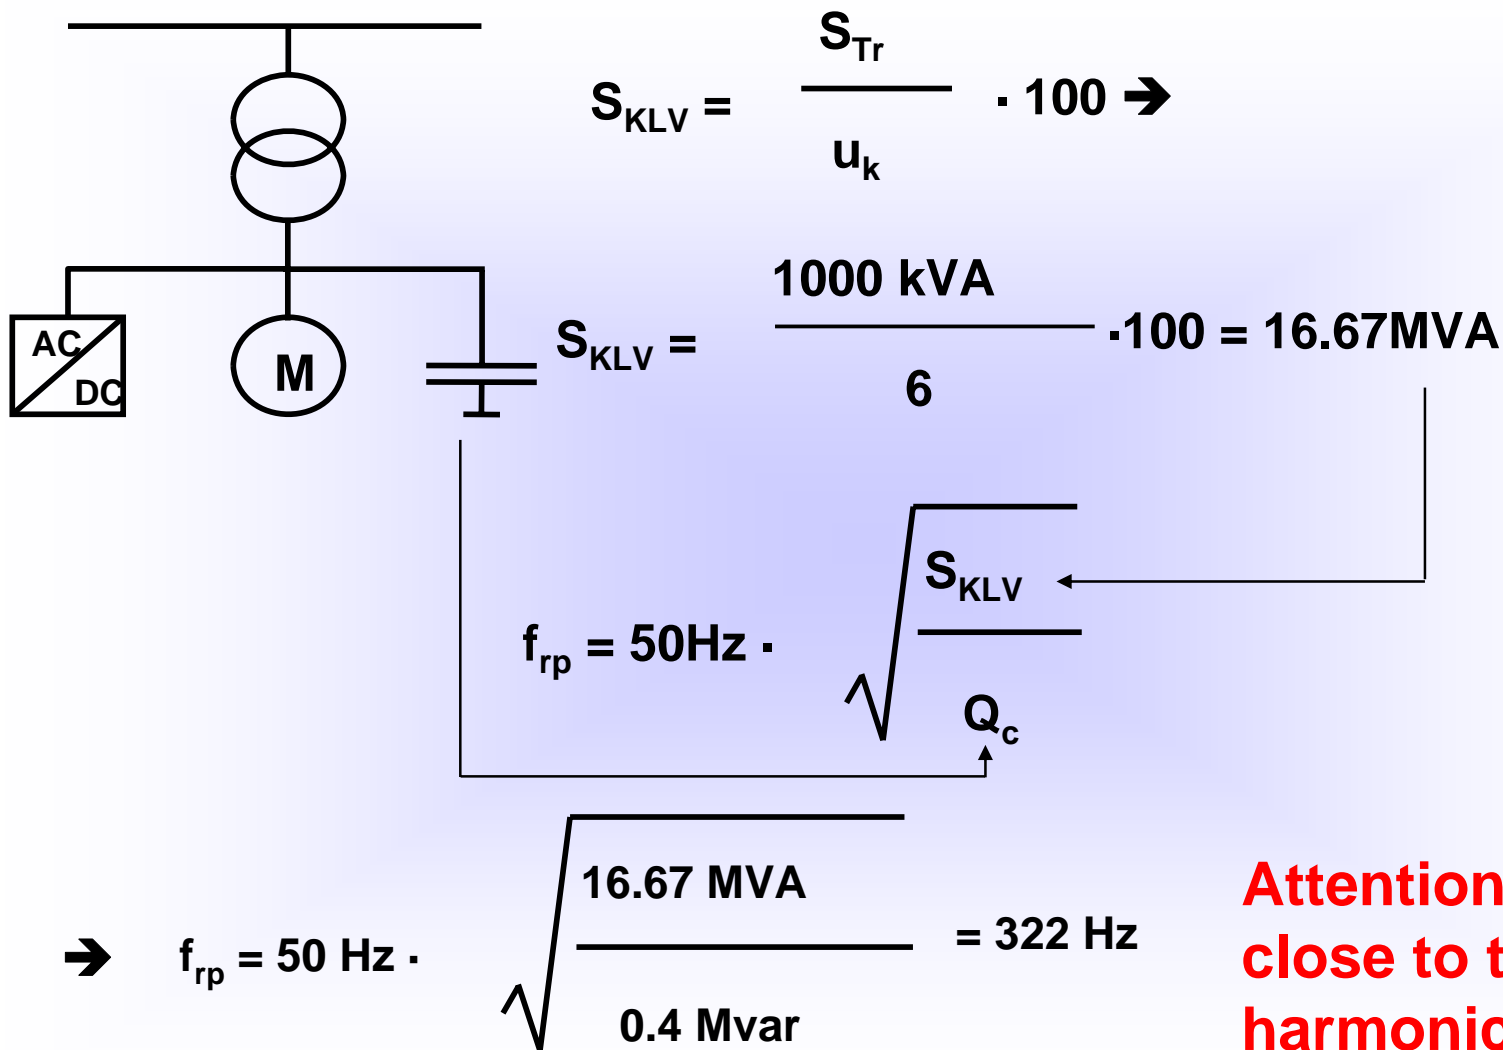 S_KLV = S_Tr / u_k · 100 ➔
S_KLV = 1000 kVA / 6 ·100 = 16.67MVA
AC
DC
M
f_rp = 50Hz · √ S_KLV / Q_c
➔ f_rp = 50 Hz · √ 16.67 MVA / 0.4 Mvar = 322 Hz
Attention
close to
harmonic